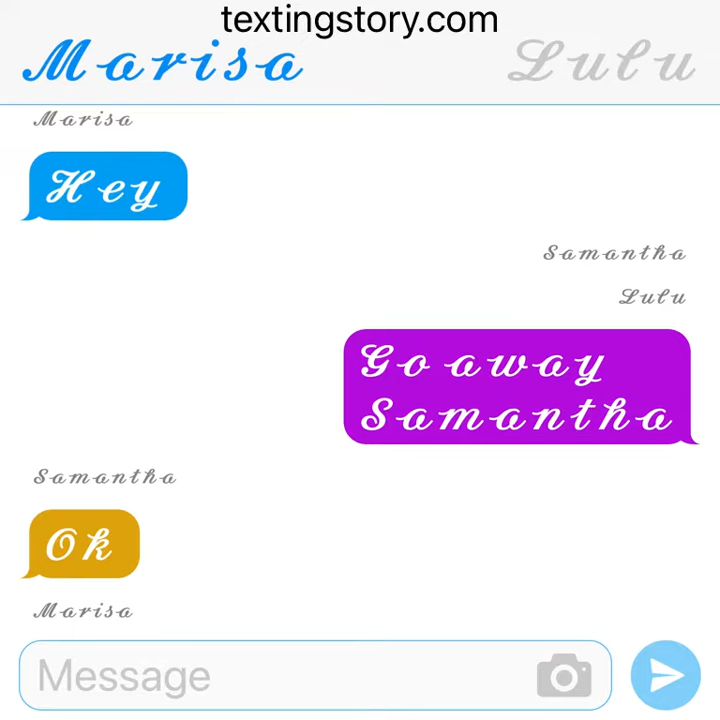 textingstory.com
Marisa Lulu
Marisa
Hey
Samantha
Lulu
Go away
Samantha
Samantha
Ok
Marisa
Message